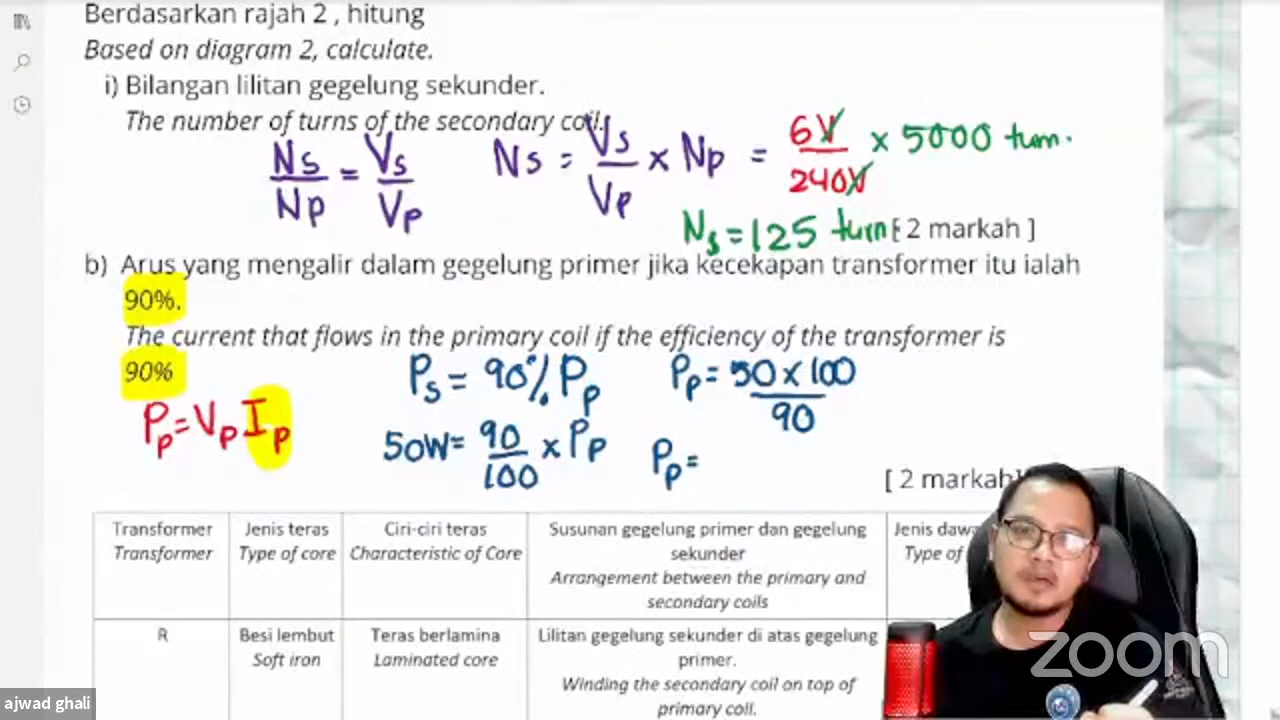 Berdasarkan rajah 2 , hitung
Based on diagram 2, calculate.
i) Bilangan lilitan gegelung sekunder.
The number of turns of the secondary coil.
Ns/Np = Vs/Vp
Ns = Vs/Vp × Np = 6V/240V × 5000 turn.
Ns = 125 turn [ 2 markah ]
b) Arus yang mengalir dalam gegelung primer jika kecekapan transformer itu ialah
90%.
The current that flows in the primary coil if the efficiency of the transformer is
90%
Pp = Vp Ip
Ps = 90% Pp
50W = 90/100 × Pp
Pp = 50 × 100/90
Pp =
[ 2 markah
Transformer
Transformer
Jenis teras
Type of core
Ciri-ciri teras
Characteristic of Core
Susunan gegelung primer dan gegelung
sekunder
Arrangement between the primary and
secondary coils
Jenis dawa
Type of
R
Besi lembut
Soft iron
Teras berlamina
Laminated core
Lilitan gegelung sekunder di atas gegelung
primer.
Winding the secondary coil on top of
primary coil.
zoom
ajwad ghali